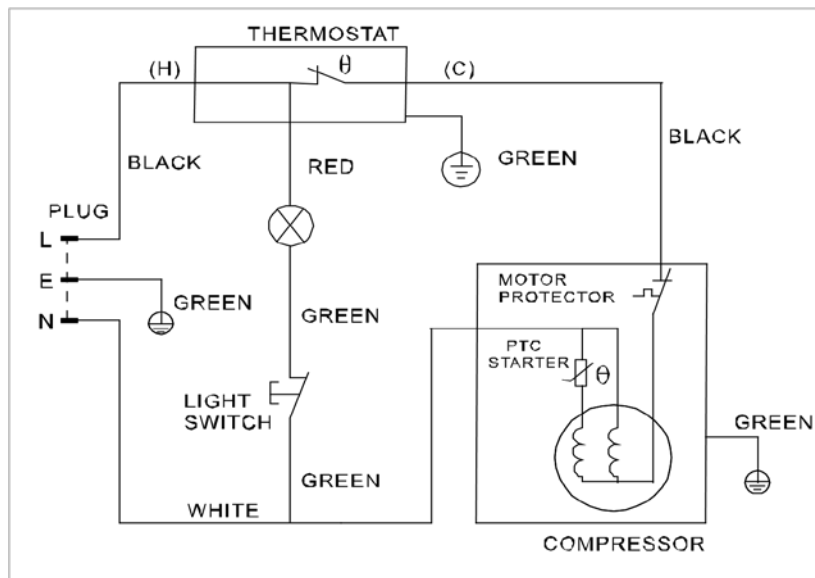 THERMOSTAT
(H)
θ
(C)
BLACK
RED
GREEN
BLACK
PLUG
L
E
GREEN
N
GREEN
MOTOR
PROTECTOR
PTC
STARTER
θ
LIGHT
SWITCH
GREEN
GREEN
WHITE
COMPRESSOR